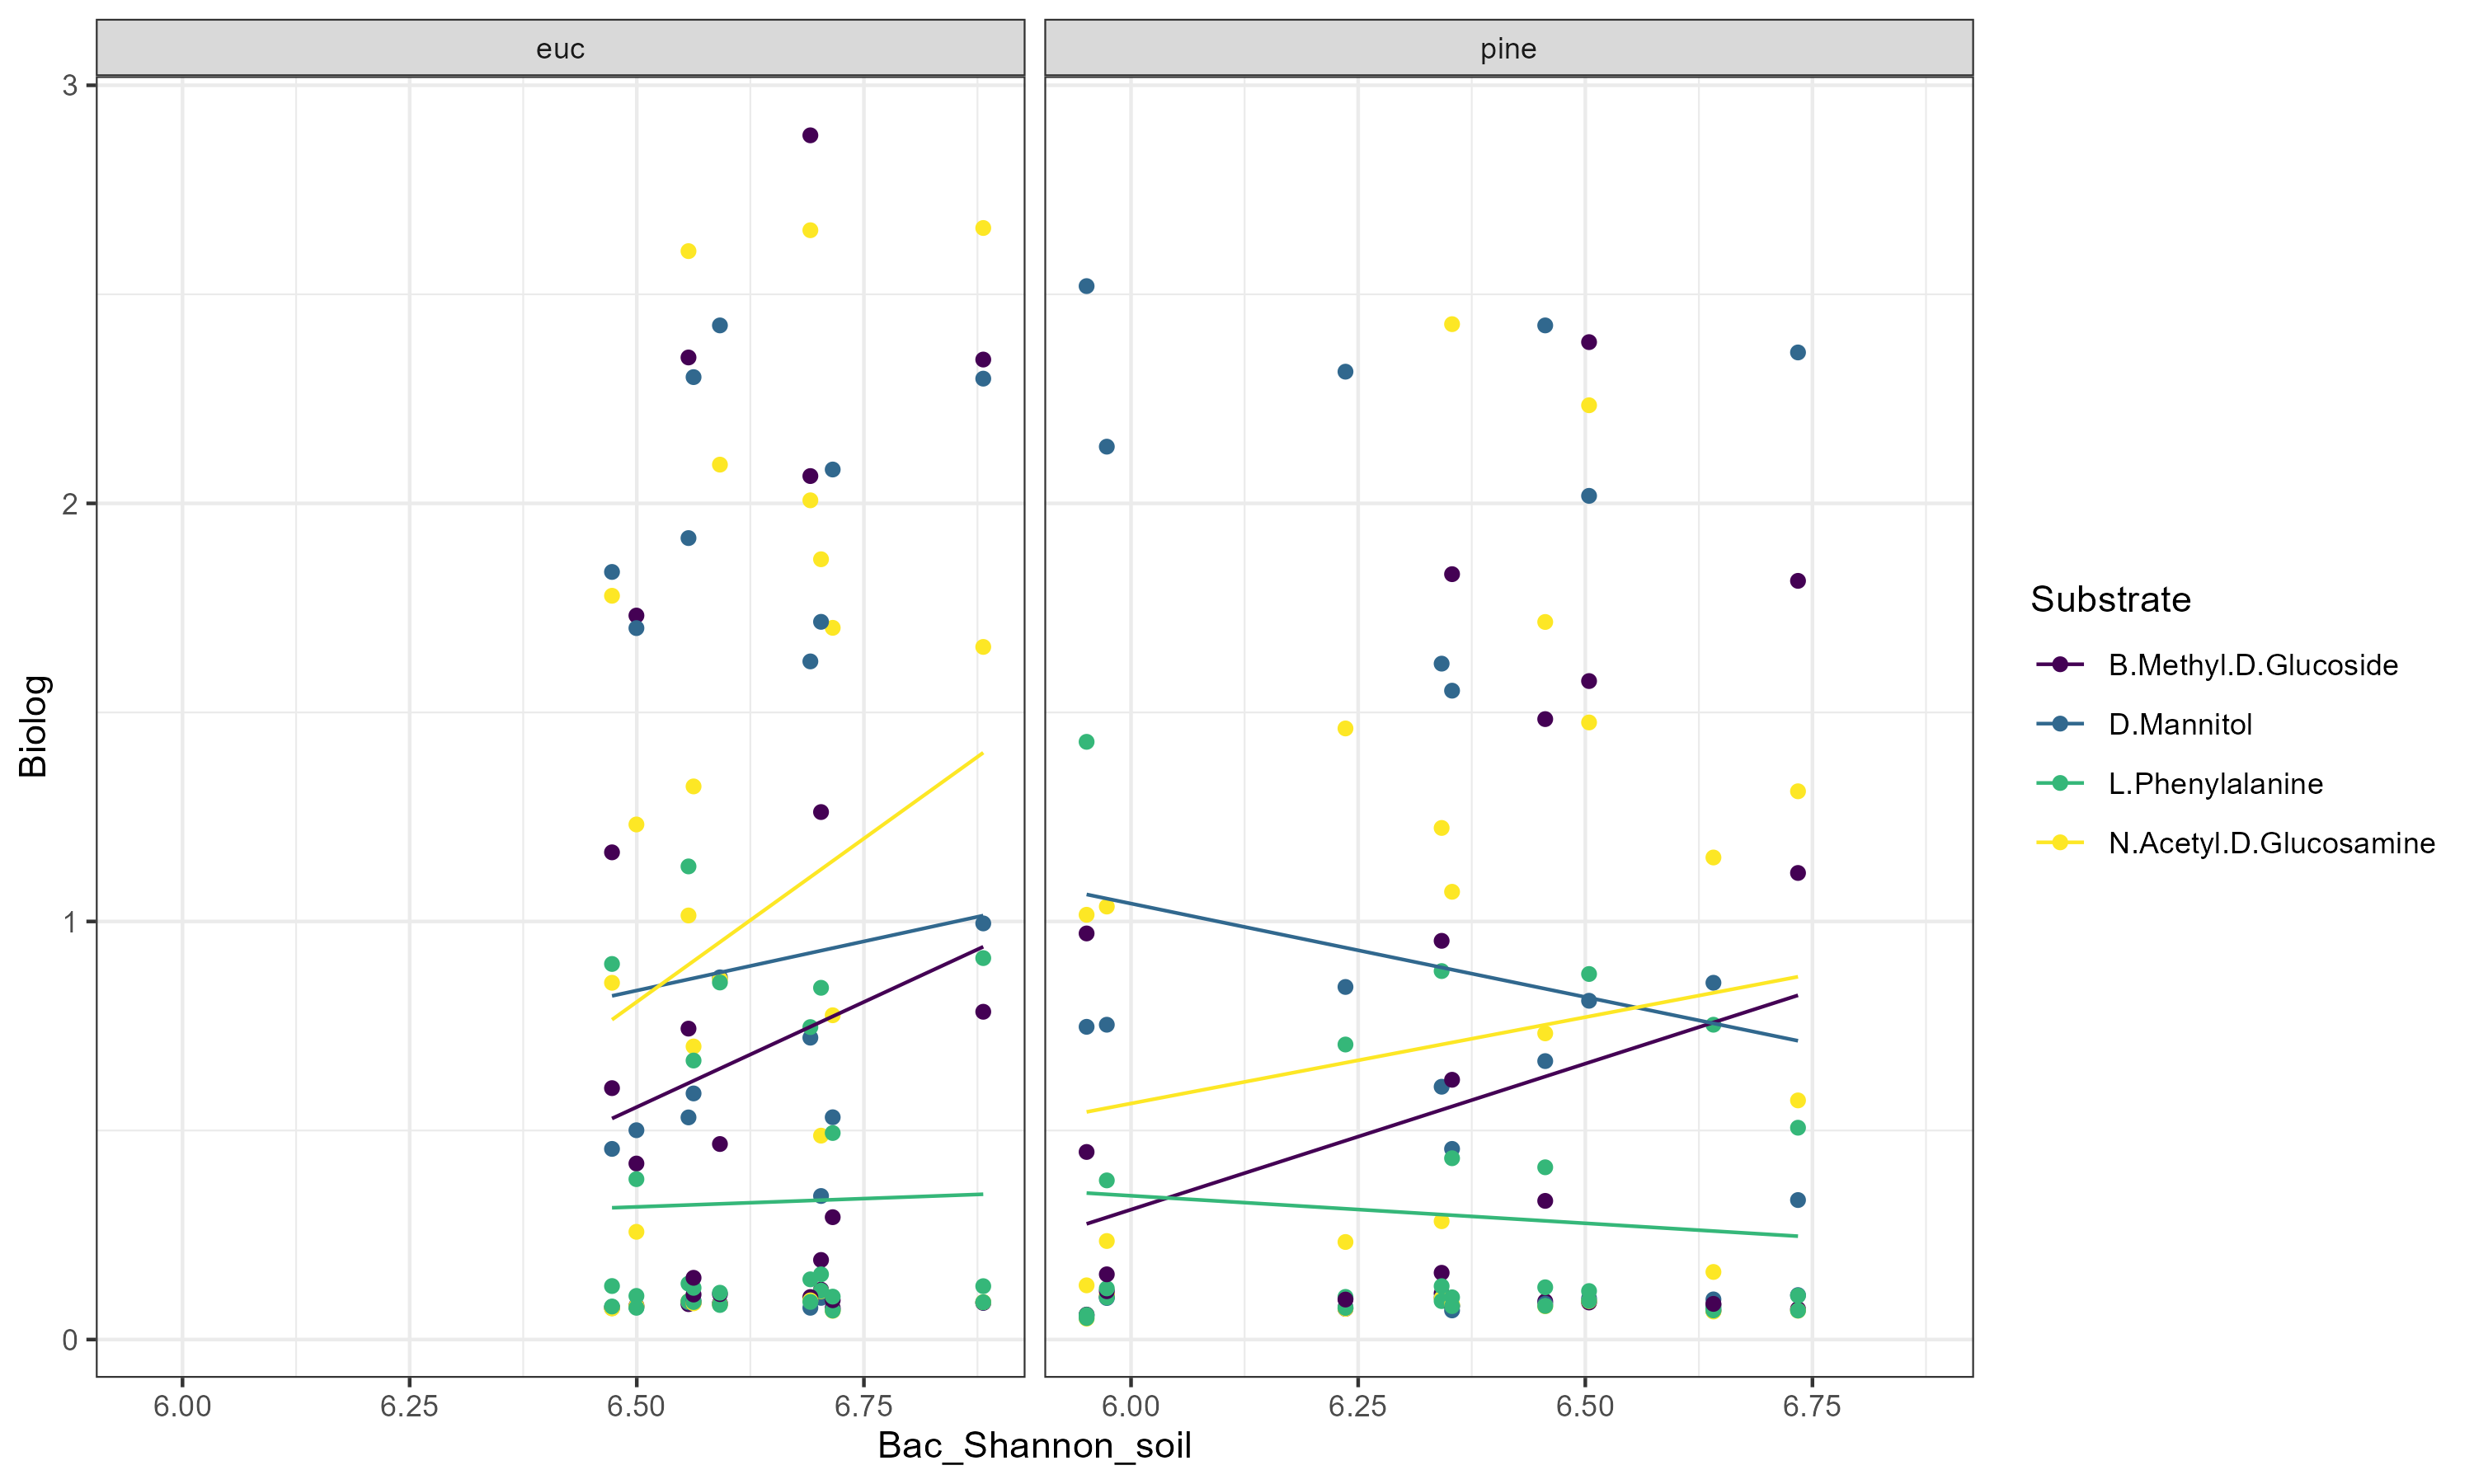 euc
pine
3
2
1
0
Biolog
6.00
6.25
6.50
6.75
6.00
6.25
6.50
6.75
Bac_Shannon_soil
Substrate
B.Methyl.D.Glucoside
D.Mannitol
L.Phenylalanine
N.Acetyl.D.Glucosamine